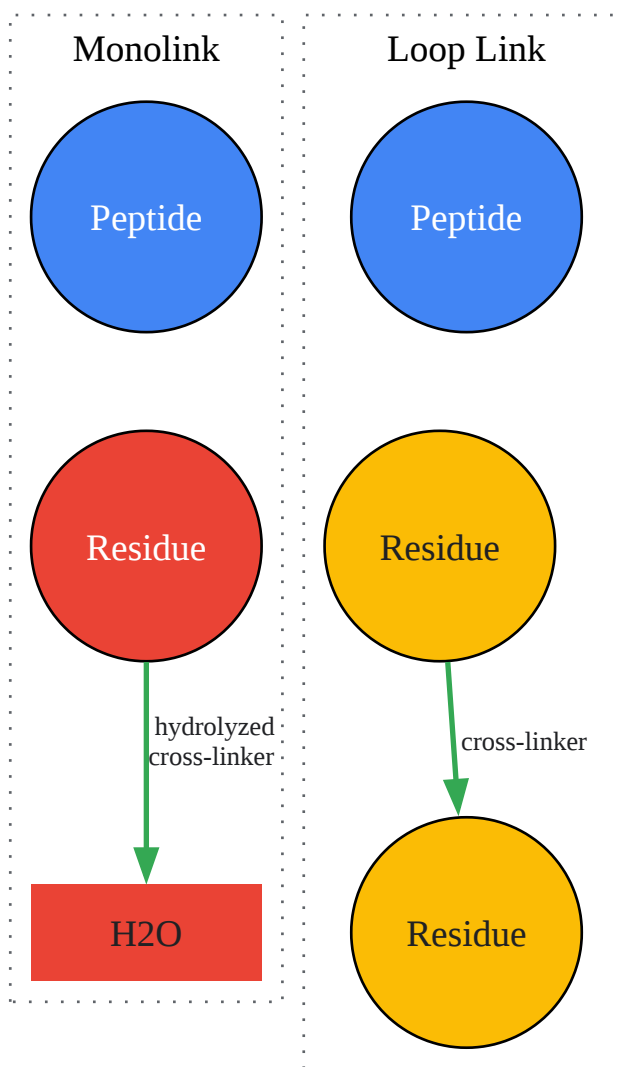 Monolink
Peptide
Residue
hydrolyzed
cross-linker
H2O
Loop Link
Peptide
Residue
cross-linker
Residue